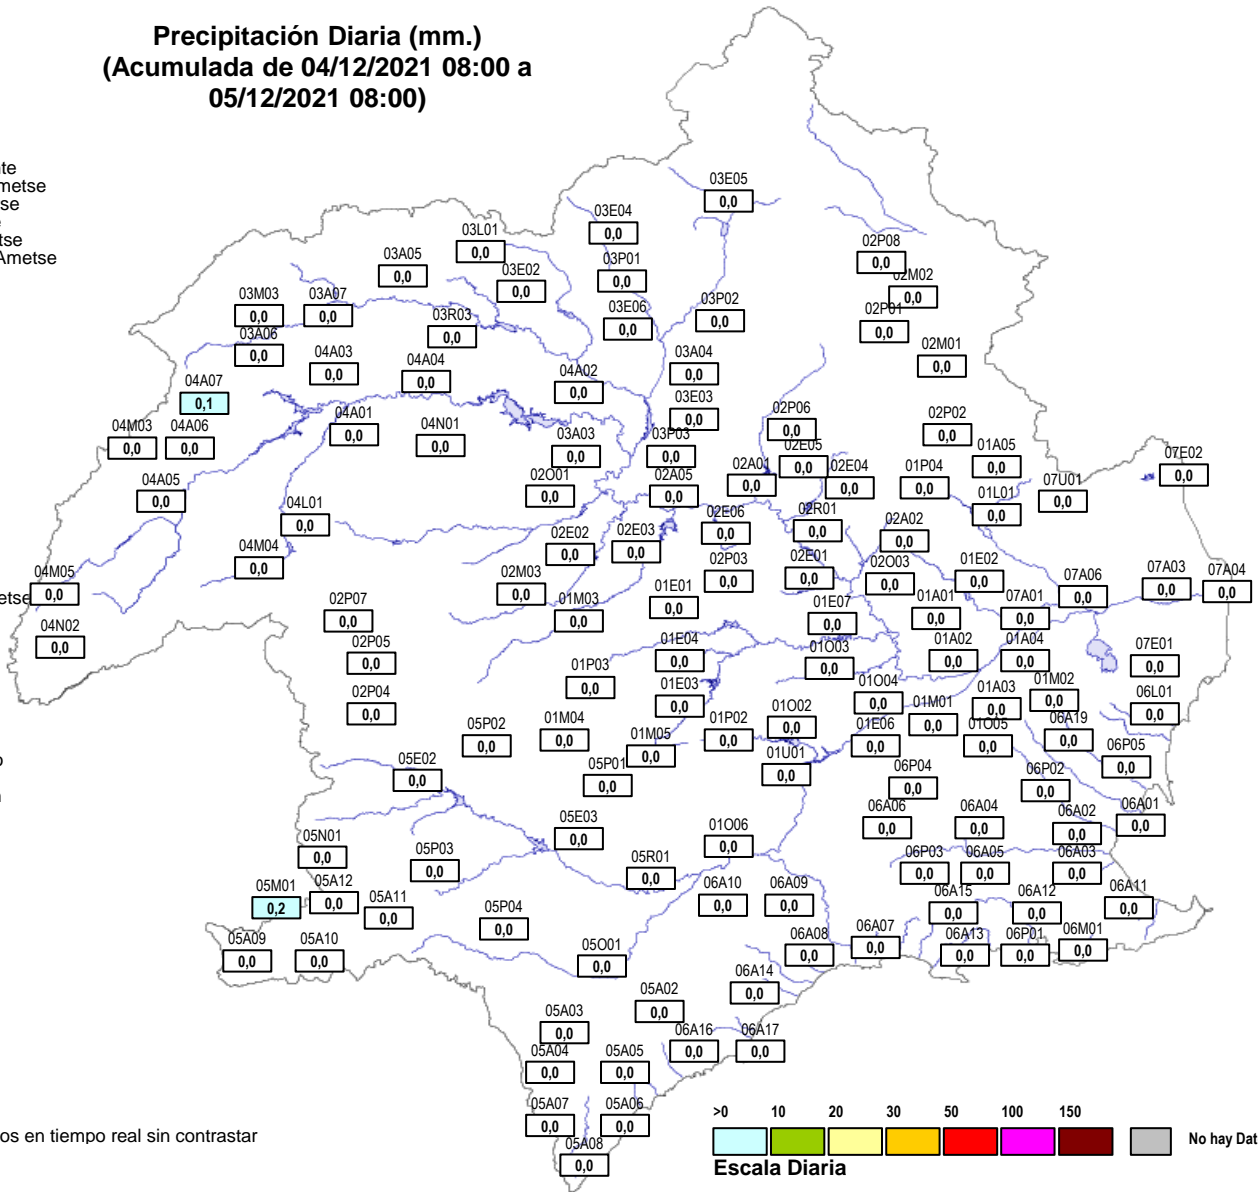 Precipitación Diaria (mm.)
(Acumulada de 04/12/2021 08:00 a
05/12/2021 08:00)
nte
metse
se
e
tse
Ametse
03E05
0,0
03E04
0,0
03L01
0,0
03A05
0,0
03E02
0,0
03P01
0,0
02P08
0,0
02M02
0,0
03M03
0,0
03A07
0,0
03R03
0,0
03E06
0,0
03P02
0,0
02P01
0,0
03A06
0,0
04A03
0,0
04A04
0,0
04A02
0,0
03A04
0,0
02M01
0,0
04A07
0,1
03E03
0,0
04M03
0,0
04A06
0,0
04A01
0,0
04N01
0,0
03A03
0,0
03P03
0,0
02P06
0,0
02P02
0,0
02E05
0,0
01A05
0,0
07E02
0,0
04A05
0,0
02O01
0,0
02A05
0,0
02A01
0,0
02E04
0,0
01P04
0,0
07U01
0,0
01L01
0,0
04L01
0,0
02E06
0,0
02R01
0,0
02A02
0,0
04M04
0,0
02E02
0,0
02E03
0,0
02P03
0,0
02E01
0,0
02O03
0,0
01E02
0,0
04M05
0,0
etse
02M03
0,0
01E01
0,0
07A06
0,0
07A03
0,0
07A04
0,0
02P07
0,0
01M03
0,0
01E07
0,0
01A01
0,0
07A01
0,0
04N02
0,0
02P05
0,0
01E04
0,0
01O03
0,0
01A02
0,0
01A04
0,0
07E01
0,0
01P03
0,0
01E03
0,0
01O04
0,0
01A03
0,0
01M02
0,0
06L01
0,0
02P04
0,0
01O02
0,0
01M01
0,0
05P02
0,0
01M04
0,0
01M05
0,0
01P02
0,0
01E06
0,0
01O05
0,0
06A19
0,0
06P05
0,0
05E02
0,0
05P01
0,0
01U01
0,0
06P04
0,0
06P02
0,0
05E03
0,0
01O06
0,0
06A06
0,0
06A04
0,0
06A02
0,0
06A01
0,0
05N01
0,0
05P03
0,0
05R01
0,0
06P03
0,0
06A05
0,0
06A03
0,0
05M01
0,2
05A12
0,0
05A11
0,0
06A10
0,0
06A09
0,0
06A15
0,0
06A12
0,0
06A11
0,0
05P04
0,0
05A09
0,0
05A10
0,0
05O01
0,0
06A08
0,0
06A07
0,0
06A13
0,0
06P01
0,0
06M01
0,0
06A14
0,0
05A02
0,0
05A03
0,0
06A16
0,0
06A17
0,0
05A04
0,0
05A05
0,0
05A07
0,0
05A06
0,0
05A08
0,0
os en tiempo real sin contrastar
>0 10 20 30 50 100 150
No hay Dat
Escala Diaria